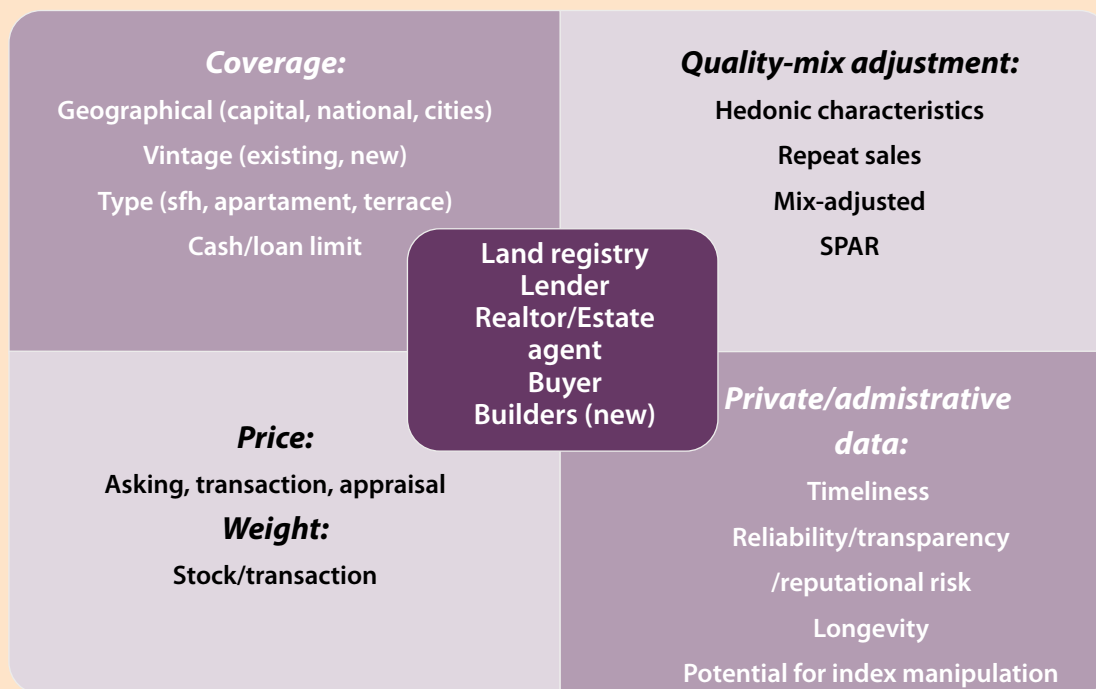 Coverage:
Geographical (capital, national, cities)
Vintage (existing, new)
Type (sfh, apartament, terrace)
Cash/loan limit
Quality-mix adjustment:
Hedonic characteristics
Repeat sales
Mix-adjusted
SPAR
Land registry
Lender
Realtor/Estate
agent
Buyer
Builders (new)
Price:
Asking, transaction, appraisal
Weight:
Stock/transaction
Private/admistrative
data:
Timeliness
Reliability/transparency
/reputational risk
Longevity
Potential for index manipulation